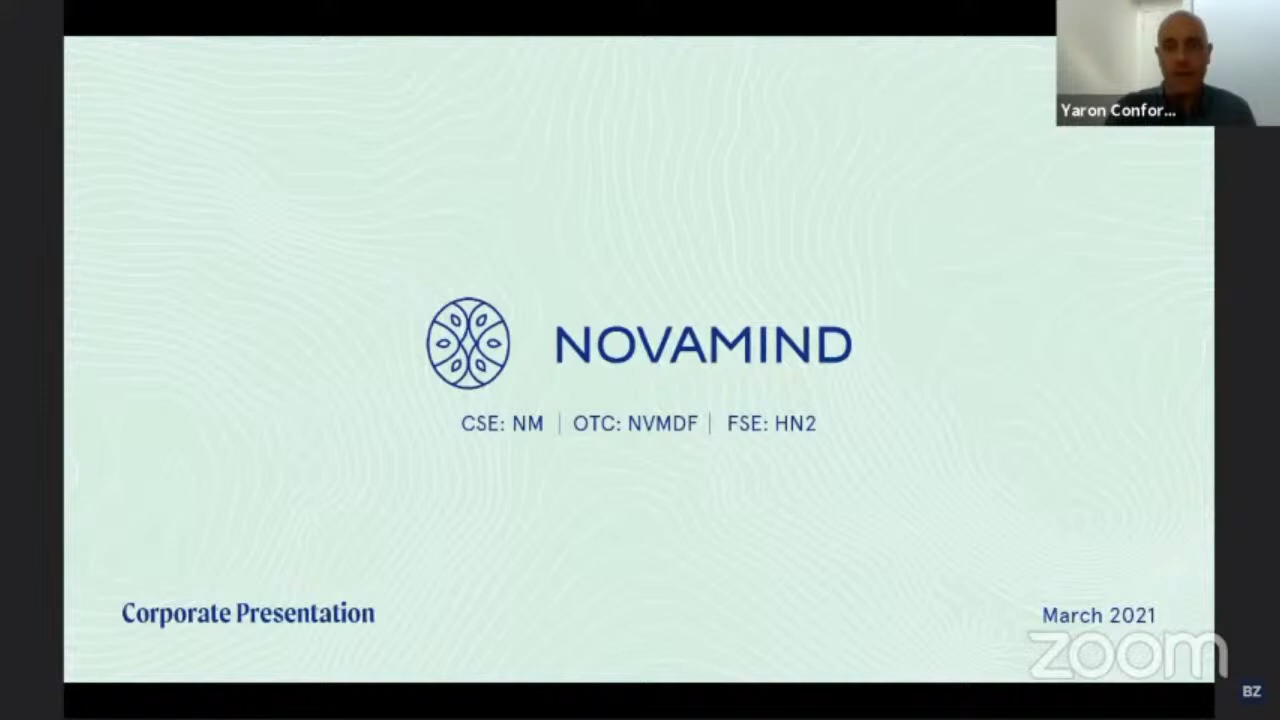 Yaron Confor...
NOVAMIND
CSE: NM | OTC: NVMDF | FSE: HN2
Corporate Presentation
March 2021
zoom
BZ